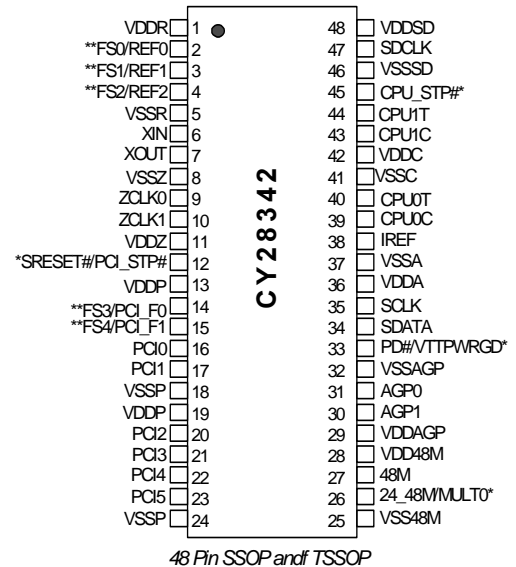 VDDR 1 48 VDDSD
**FS0/REF0 2 47 SDCLK
**FS1/REF1 3 46 VSSSD
**FS2/REF2 4 45 CPU_STP#*
VSSR 5 44 CPU1T
XIN 6 43 CPU1C
XOUT 7 42 VDDC
VSSZ 8 41 VSSC
ZCLK0 9 40 CPU0T
ZCLK1 10 39 CPU0C
VDDZ 11 38 IREF
*SRESET#/PCI_STP# 12 37 VSSA
VDDP 13 36 VDDA
**FS3/PCI_F0 14 35 SCLK
**FS4/PCI_F1 15 34 SDATA
PCI0 16 33 PD#/VTTPWRGD*
PCI1 17 32 VSSAGP
VSSP 18 31 AGP0
VDDP 19 30 AGP1
PCI2 20 29 VDDAGP
PCI3 21 28 VDD48M
PCI4 22 27 48M
PCI5 23 26 24_48M/MULT0*
VSSP 24 25 VSS48M
CY28342
48 Pin SSOP andf TSSOP